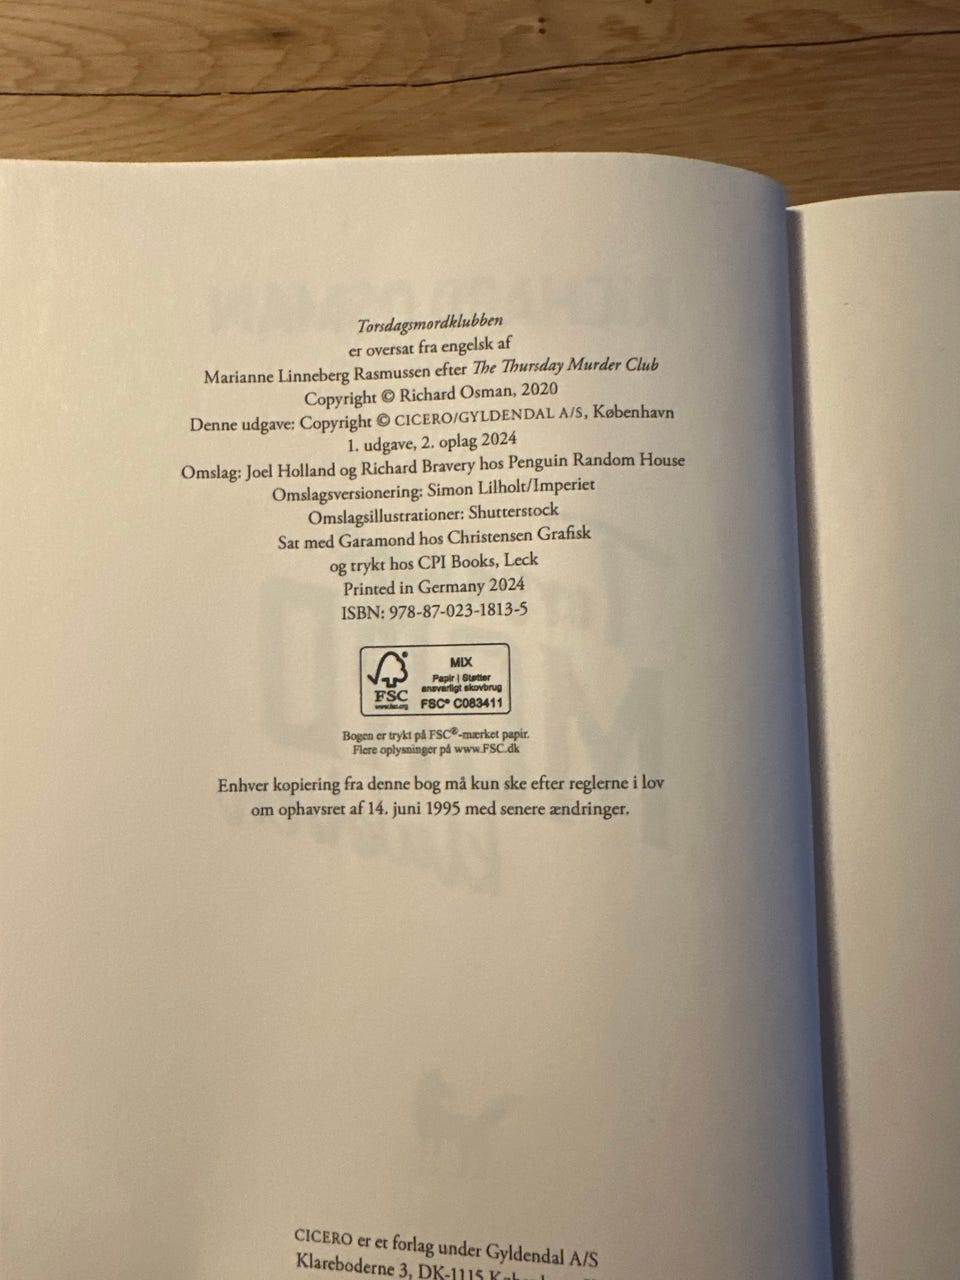 Torsdagsmordklubben
er oversat fra engelsk af
Marianne Linneberg Rasmussen efter The Thursday Murder Club
Copyright © Richard Osman, 2020
Denne udgave: Copyright © CICERO/GYLDENDAL A/S, København
1. udgave, 2. oplag 2024
Omslag: Joel Holland og Richard Bravery hos Penguin Random House
Omslagsversionering: Simon Lilholt/Imperiet
Omslagsillustrationer: Shutterstock
Sat med Garamond hos Christensen Grafisk
og trykt hos CPI Books, Leck
Printed in Germany 2024
ISBN: 978-87-023-1813-5
FSC
www.fsc.org
MIX
Papir | Støtter
ansvarligt skovbrug
FSC® C083411
Bogen er trykt på FSC®-mærket papir.
Flere oplysninger på www.FSC.dk
Enhver kopiering fra denne bog må kun ske efter reglerne i lov
om ophavsret af 14. juni 1995 med senere ændringer.
CICERO er et forlag under Gyldendal A/S
Klareboderne 3, DK-1115